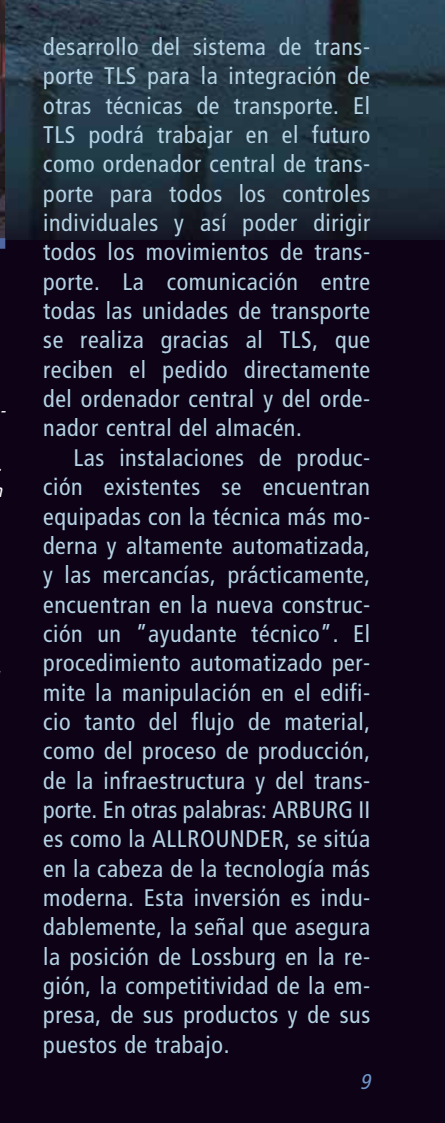 desarrollo del sistema de trans-
porte TLS para la integración de
otras técnicas de transporte. El
TLS podrá trabajar en el futuro
como ordenador central de trans-
porte para todos los controles
individuales y así poder dirigir
todos los movimientos de trans-
porte. La comunicación entre
todas las unidades de transporte
se realiza gracias al TLS, que
reciben el pedido directamente
del ordenador central y del orde-
nador central del almacén.
Las instalaciones de produc-
ción existentes se encuentran
equipadas con la técnica más mo-
derna y altamente automatizada,
y las mercancías, prácticamente,
encuentran en la nueva construc-
ción un "ayudante técnico". El
procedimiento automatizado per-
mite la manipulación en el edifi-
cio tanto del flujo de material,
como del proceso de producción,
de la infraestructura y del trans-
porte. En otras palabras: ARBURG II
es como la ALLROUNDER, se sitúa
en la cabeza de la tecnología más
moderna. Esta inversión es indu-
dablemente, la señal que asegura
la posición de Lossburg en la re-
gión, la competitividad de la em-
presa, de sus productos y de sus
puestos de trabajo.
9